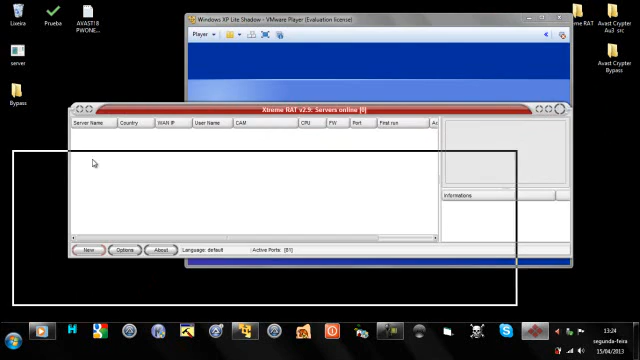 Windows XP Lite Shadow - VMware Player (Evaluation license)
Player
Lixeira
Prueba
AVAST!8
PWONE...
RAT
Avast Crypter
Au3 src
server
Avast Crypter
Bypass
Bypass
Xtreme RAT v2.9: Servers online [0]
Server Name
Country
WAN IP
User Name
CAM
CPU
FW
Port
First run
Ac
Informations
New
Options
About
Language: default
Active Ports: [81]
13:24
segunda-feira
15/04/2013